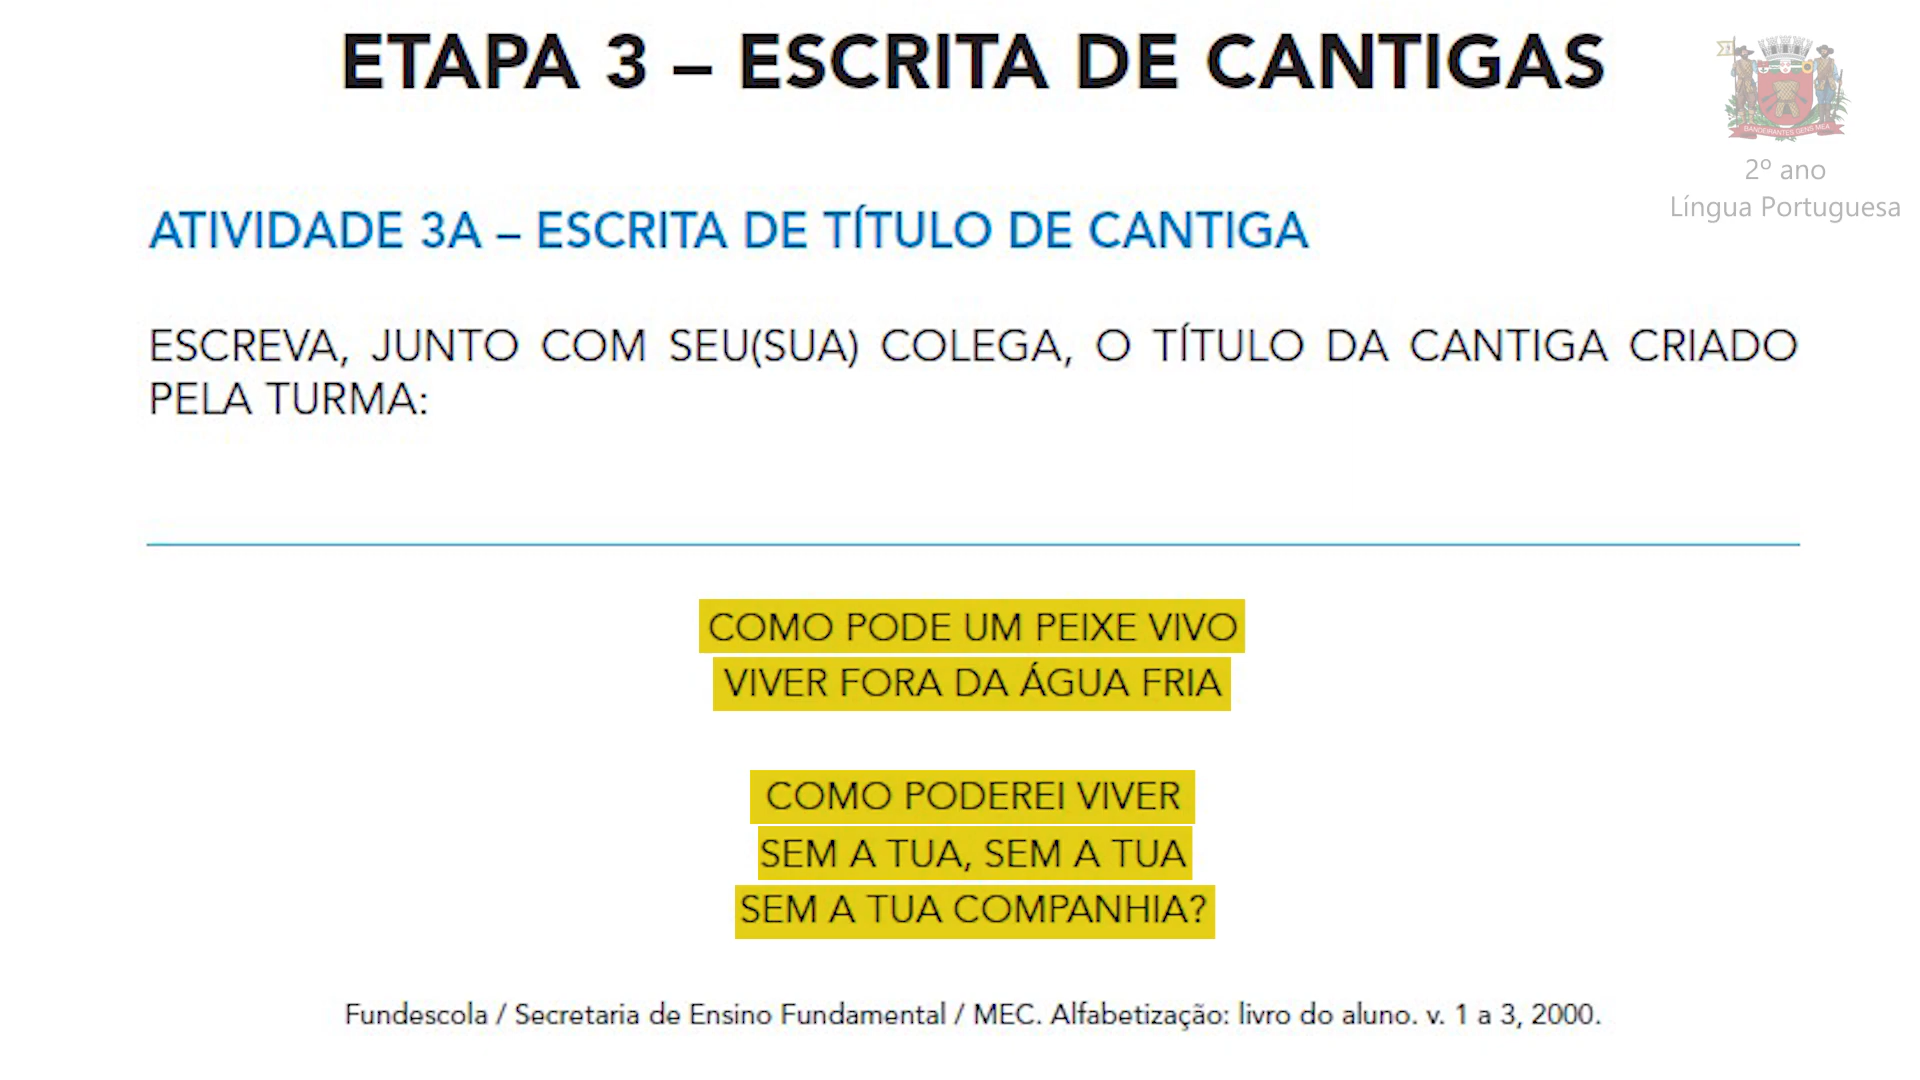 ETAPA 3 – ESCRITA DE CANTIGAS
BANDEIRANTES GENS MEA
2º ano
Língua Portuguesa
ATIVIDADE 3A – ESCRITA DE TÍTULO DE CANTIGA
ESCREVA, JUNTO COM SEU(SUA) COLEGA, O TÍTULO DA CANTIGA CRIADO
PELA TURMA:
COMO PODE UM PEIXE VIVO
VIVER FORA DA ÁGUA FRIA
COMO PODEREI VIVER
SEM A TUA, SEM A TUA
SEM A TUA COMPANHIA?
Fundescola / Secretaria de Ensino Fundamental / MEC. Alfabetização: livro do aluno. v. 1 a 3, 2000.